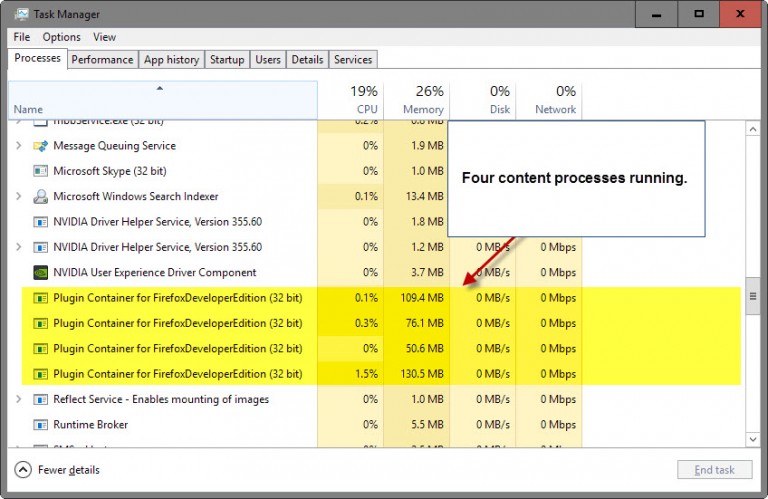 Task Manager
File Options View
Processes Performance App history Startup Users Details Services
19% 26% 0% 0%
Name CPU Memory Disk Network
mbbService.exe (32 bit) 0.2% 0.8 MB
Message Queuing Service 0% 1.9 MB
Microsoft Skype (32 bit) 0% 1.0 MB
Four content processes running.
Microsoft Windows Search Indexer 0.1% 13.4 MB
NVIDIA Driver Helper Service, Version 355.60 0% 1.8 MB
NVIDIA Driver Helper Service, Version 355.60 0% 1.2 MB 0 MB/s 0 Mbps
NVIDIA User Experience Driver Component 0% 3.7 MB 0 MB/s 0 Mbps
Plugin Container for FirefoxDeveloperEdition (32 bit) 0.1% 109.4 MB 0 MB/s 0 Mbps
Plugin Container for FirefoxDeveloperEdition (32 bit) 0.3% 76.1 MB 0 MB/s 0 Mbps
Plugin Container for FirefoxDeveloperEdition (32 bit) 0% 50.6 MB 0 MB/s 0 Mbps
Plugin Container for FirefoxDeveloperEdition (32 bit) 1.5% 130.5 MB 0 MB/s 0 Mbps
Reflect Service - Enables mounting of images 0% 1.0 MB 0 MB/s 0 Mbps
Runtime Broker 0% 5.5 MB 0 MB/s 0 Mbps
Fewer details End task